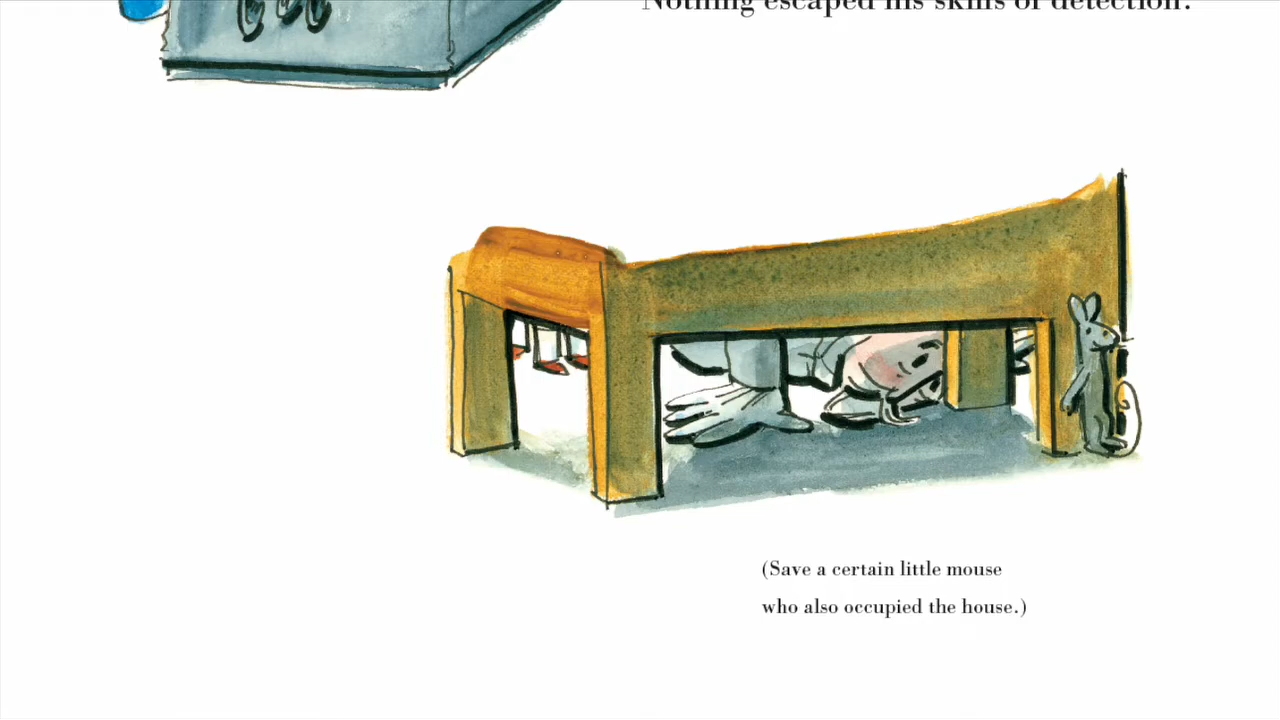 Nothing escaped his skills of detection.
(Save a certain little mouse
who also occupied the house.)